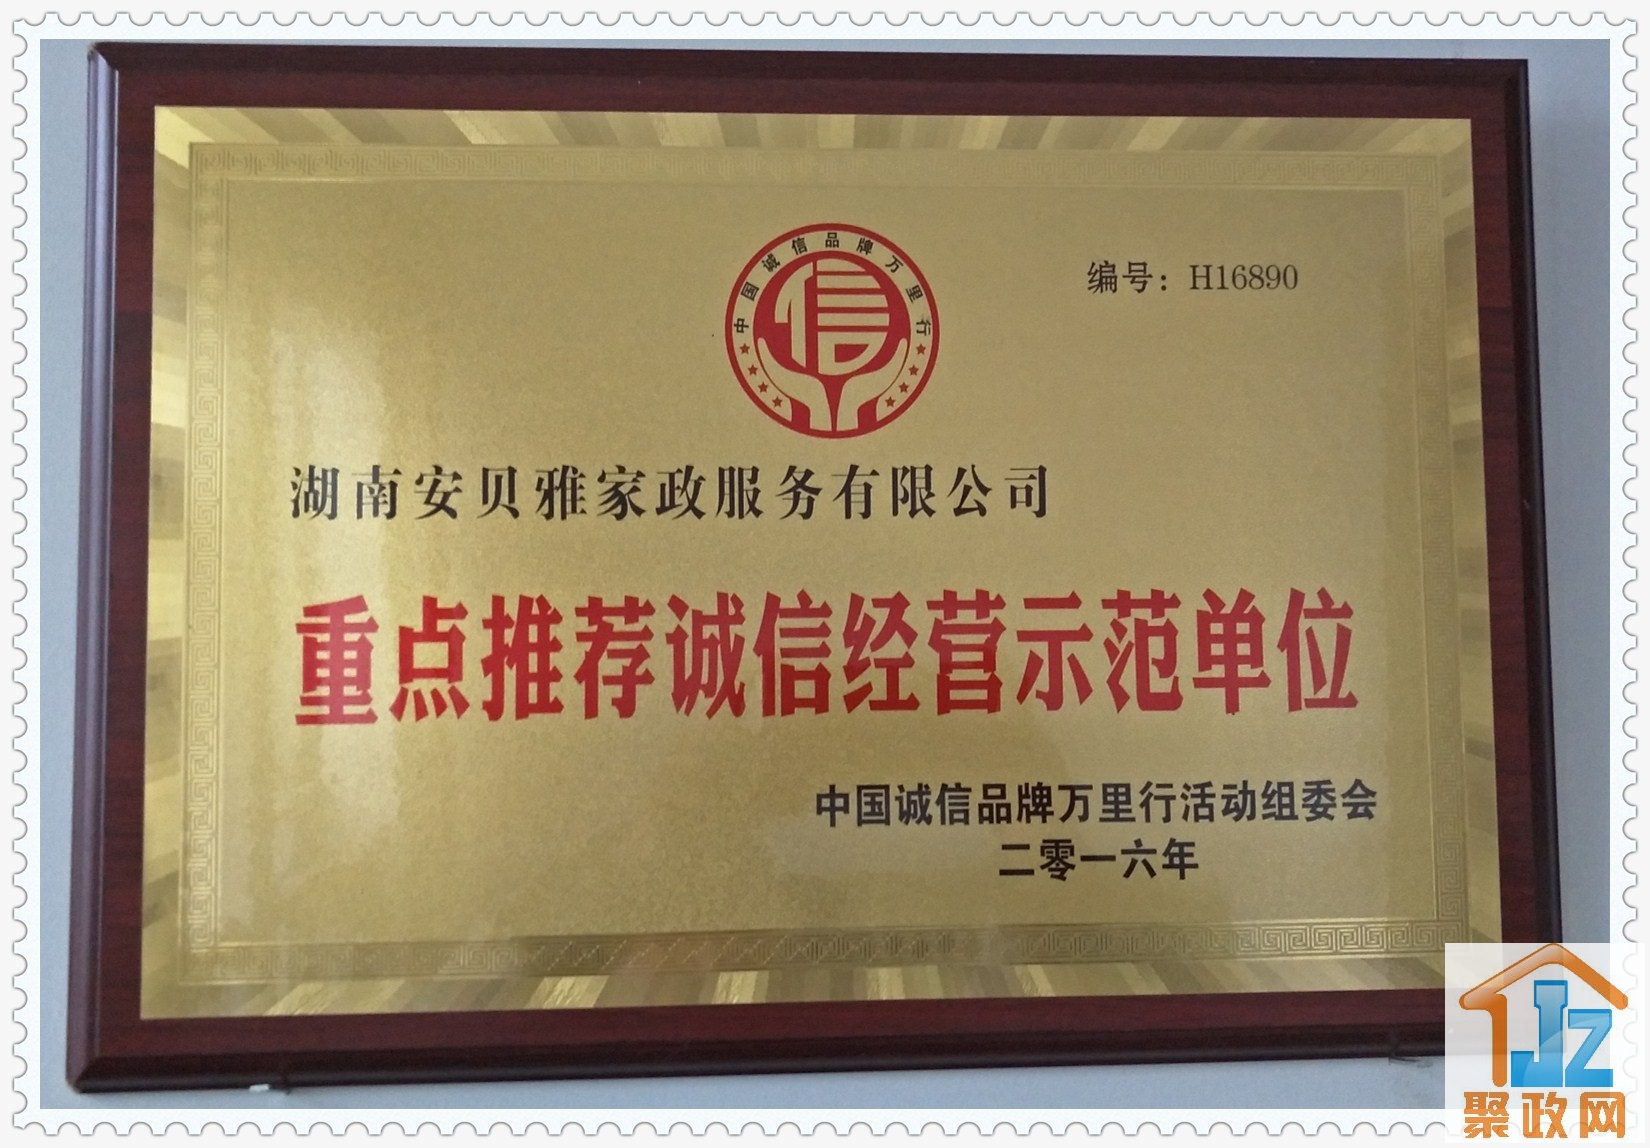 中国诚信品牌万里行
信
编号：H16890
湖南安贝雅家政服务有限公司
重点推荐诚信经营示范单位
中国诚信品牌万里行活动组委会
二零一六年
JZ
聚政网